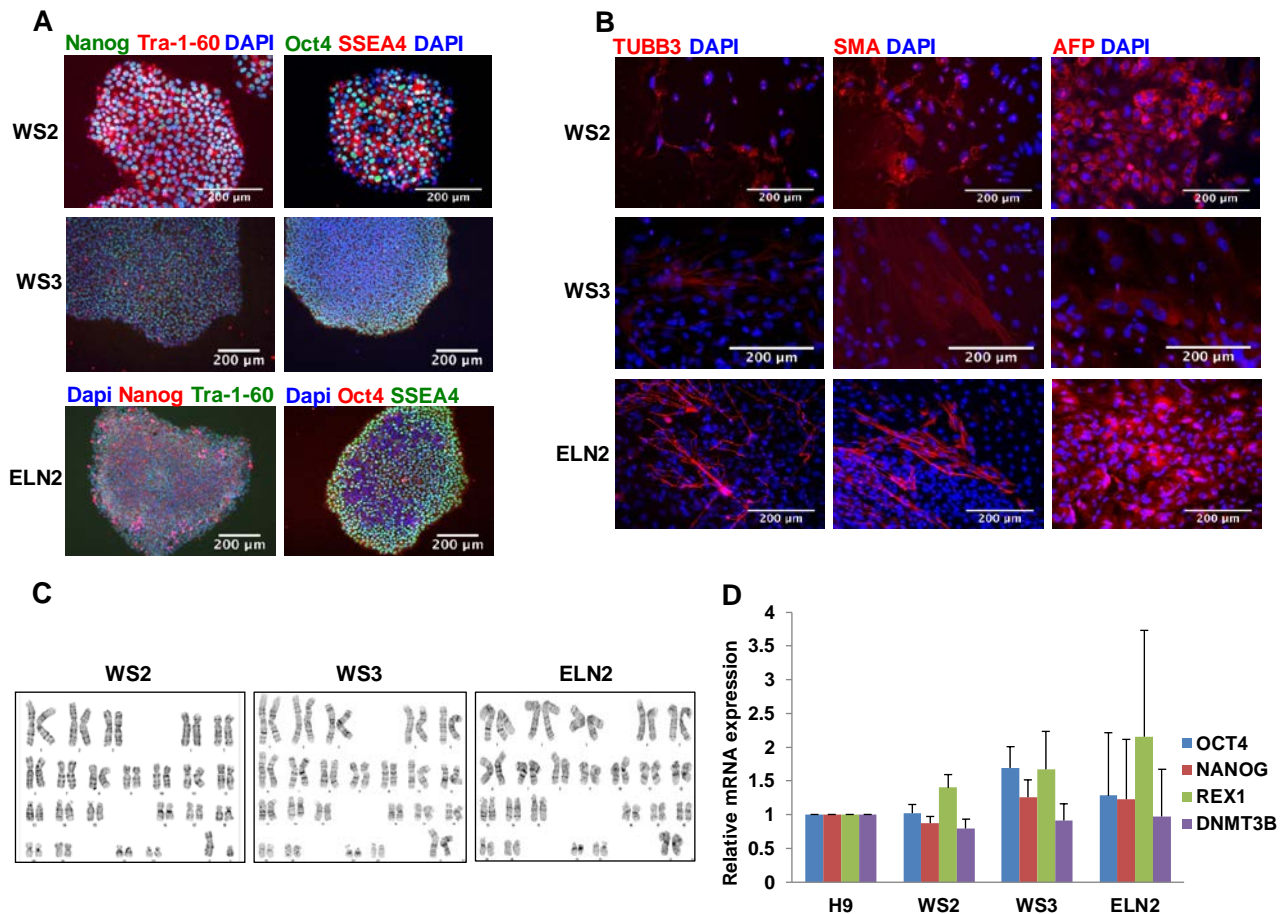 A
Nanog Tra-1-60 DAPI
Oct4 SSEA4 DAPI
WS2
200 µm
200 µm
WS3
200 µm
200 µm
Dapi Nanog Tra-1-60
Dapi Oct4 SSEA4
ELN2
200 µm
200 µm
B
TUBB3 DAPI
SMA DAPI
AFP DAPI
WS2
200 µm
200 µm
200 µm
WS3
200 µm
200 µm
200 µm
ELN2
200 µm
200 µm
200 µm
C
WS2
WS3
ELN2
D
Relative mRNA expression
4
3.5
3
2.5
2
1.5
1
0.5
0
H9
WS2
WS3
ELN2
OCT4
NANOG
REX1
DNMT3B